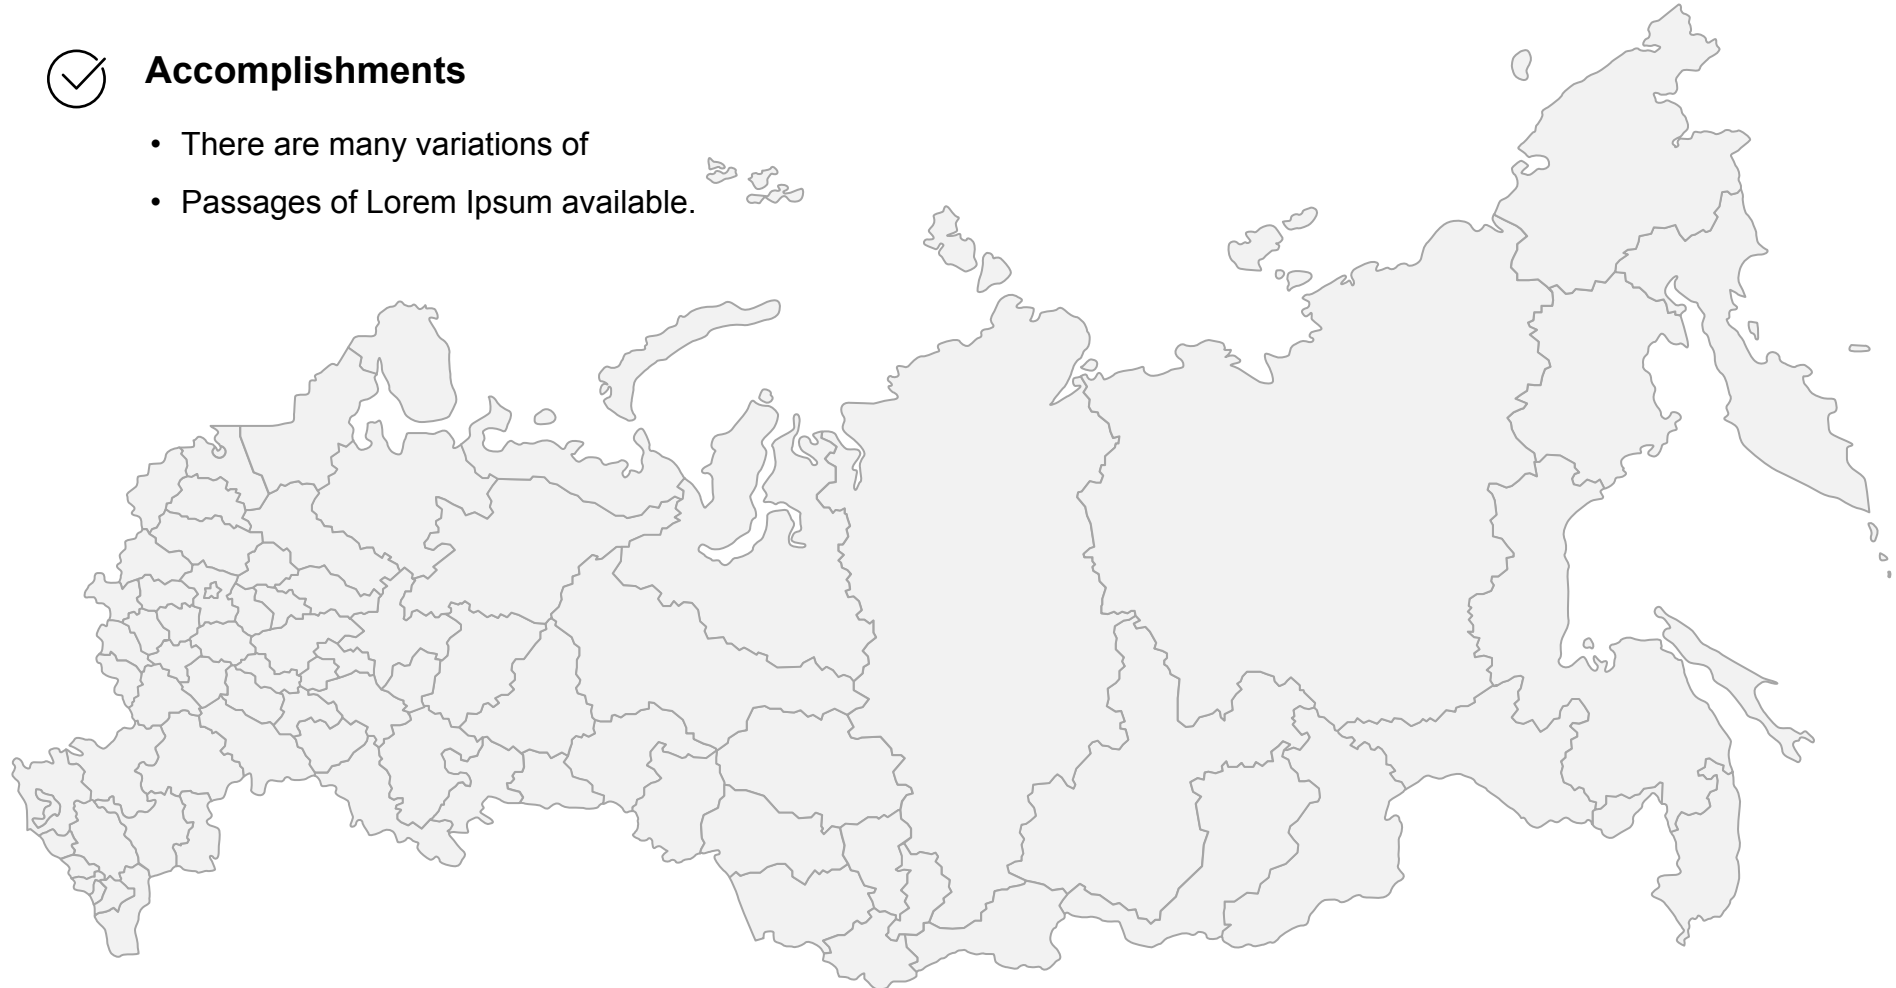 Accomplishments
• There are many variations of
• Passages of Lorem Ipsum available.